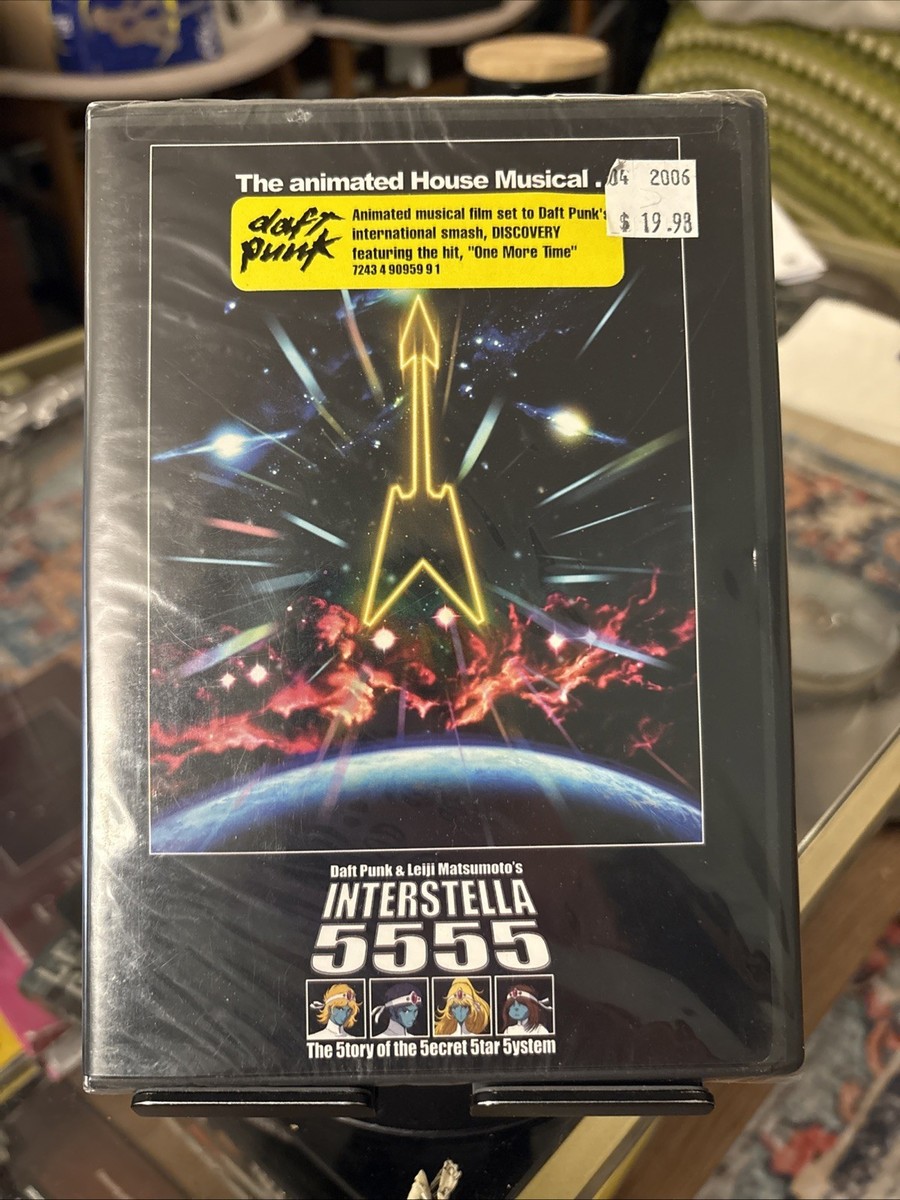 The animated House Musical . .
04 2006
$ 19.98
daft punk
Animated musical film set to Daft Punk's
international smash, DISCOVERY
featuring the hit, "One More Time"
7243 4 90959 9 1
Daft Punk & Leiji Matsumoto's
INTERSTELLA
5555
The 5tory of the 5ecret 5tar 5ystem